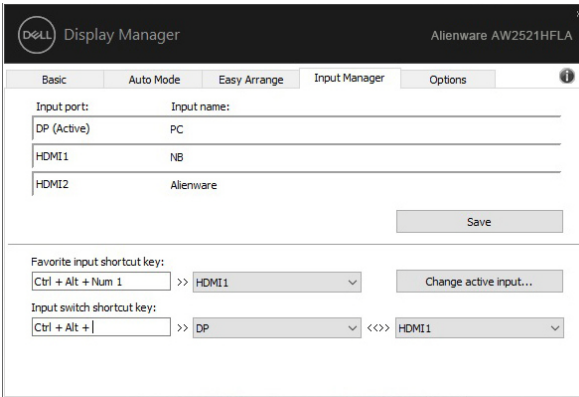 DELL Display Manager Alienware AW2521HFLA
Basic Auto Mode Easy Arrange Input Manager Options
Input port: Input name:
DP (Active) PC
HDMI1 NB
HDMI2 Alienware
Save
Favorite input shortcut key:
Ctrl + Alt + Num 1 >> HDMI1 Change active input...
Input switch shortcut key:
Ctrl + Alt + >> DP <<>> HDMI1